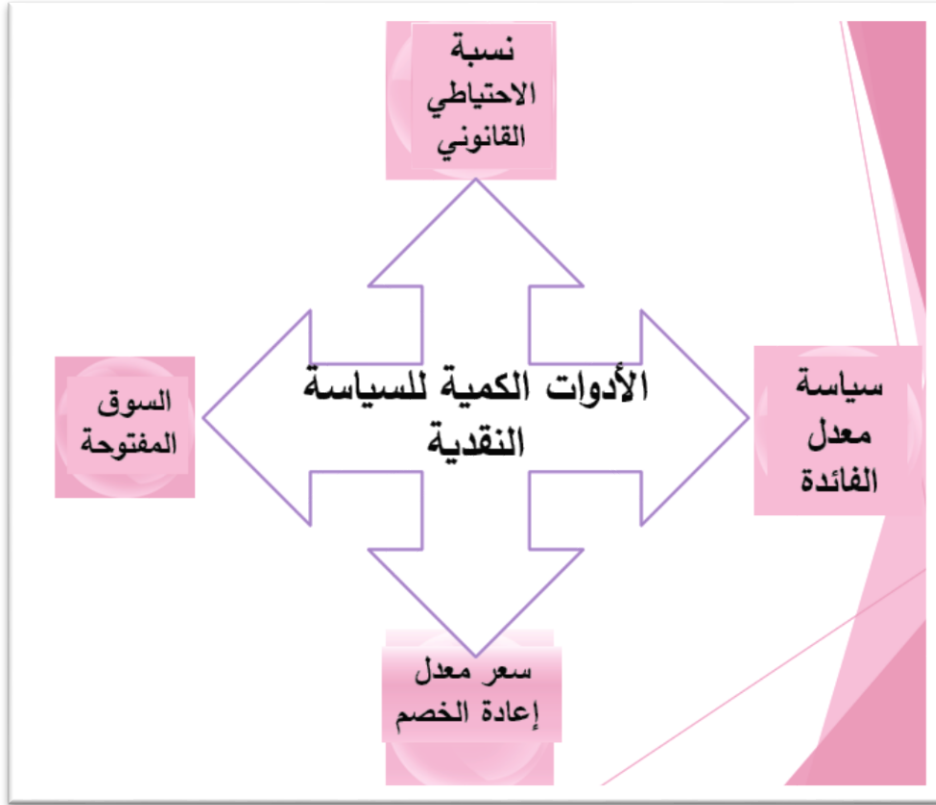 نسبة
الاحتياطي
القانوني
الأدوات الكمية للسياسة
النقدية
سياسة
معدل
الفائدة
السوق
المفتوحة
سعر معدل
إعادة الخصم